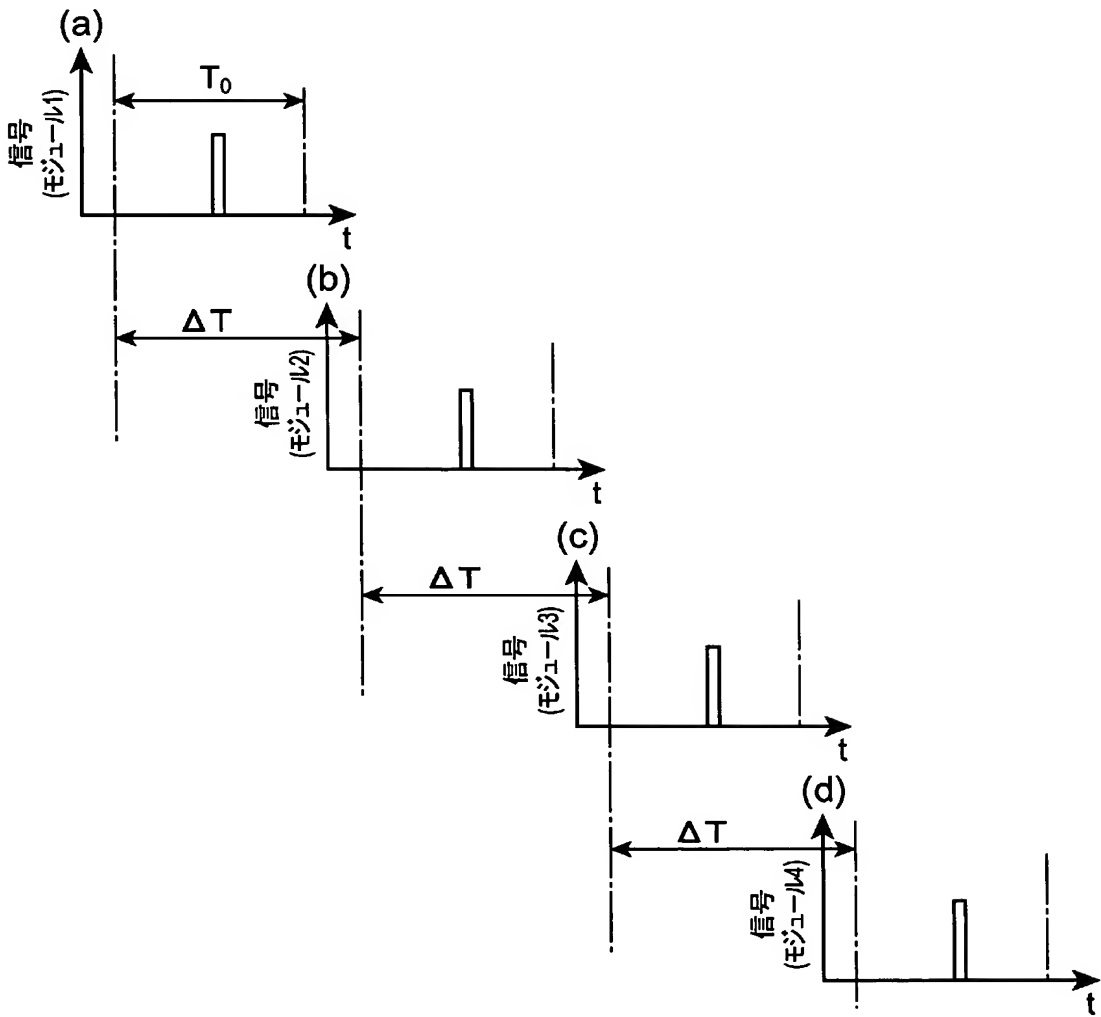 (a)
T₀
信号
(モジュール1)
t
(b)
ΔT
信号
(モジュール2)
t
(c)
ΔT
信号
(モジュール3)
t
(d)
ΔT
信号
(モジュール4)
t